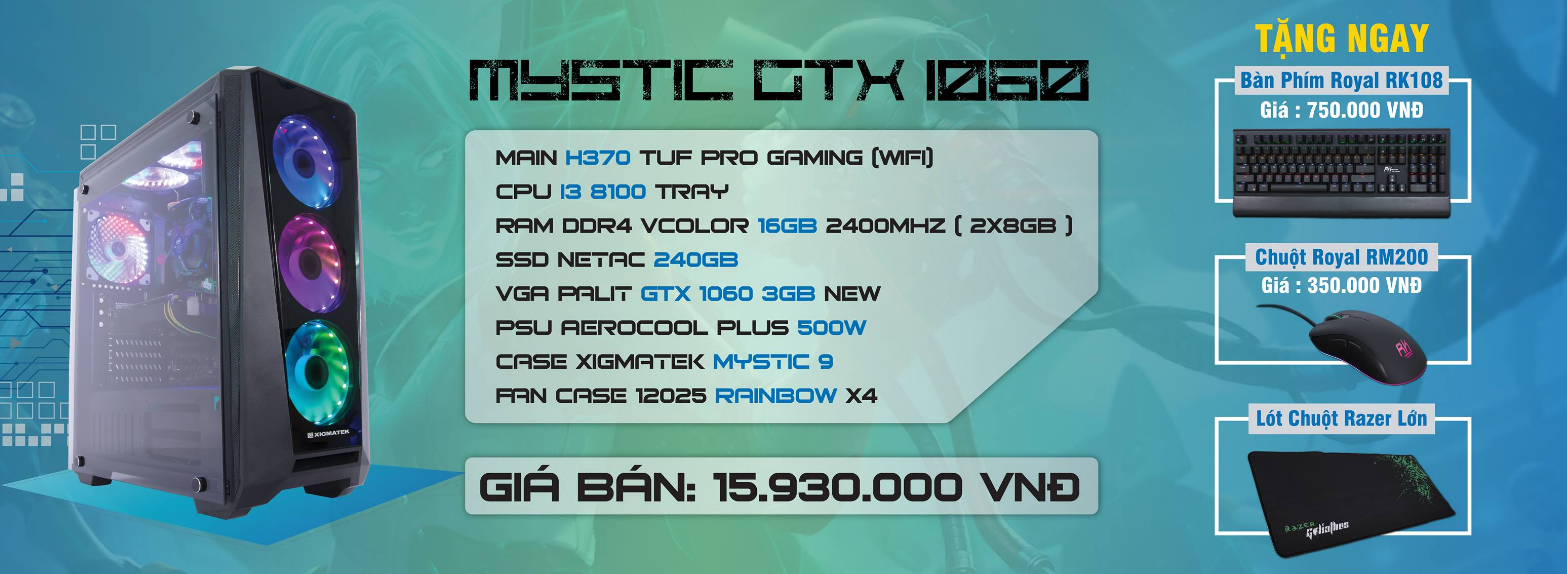 MYSTIC GTX 1060
MAIN H370 TUF PRO GAMING (WIFI)
CPU I3 8100 TRAY
RAM DDR4 VCOLOR 16GB 2400MHZ ( 2X8GB )
SSD NETAC 240GB
VGA PALIT GTX 1060 3GB NEW
PSU AEROCOOL PLUS 500W
CASE XIGMATEK MYSTIC 9
FAN CASE 12025 RAINBOW X4
GIÁ BÁN: 15.930.000 VNĐ
XIGMATEK
TẶNG NGAY
Bàn Phím Royal RK108
Giá : 750.000 VNĐ
Chuột Royal RM200
Giá : 350.000 VNĐ
RK
Lót Chuột Razer Lớn
RAZER
Goliathus